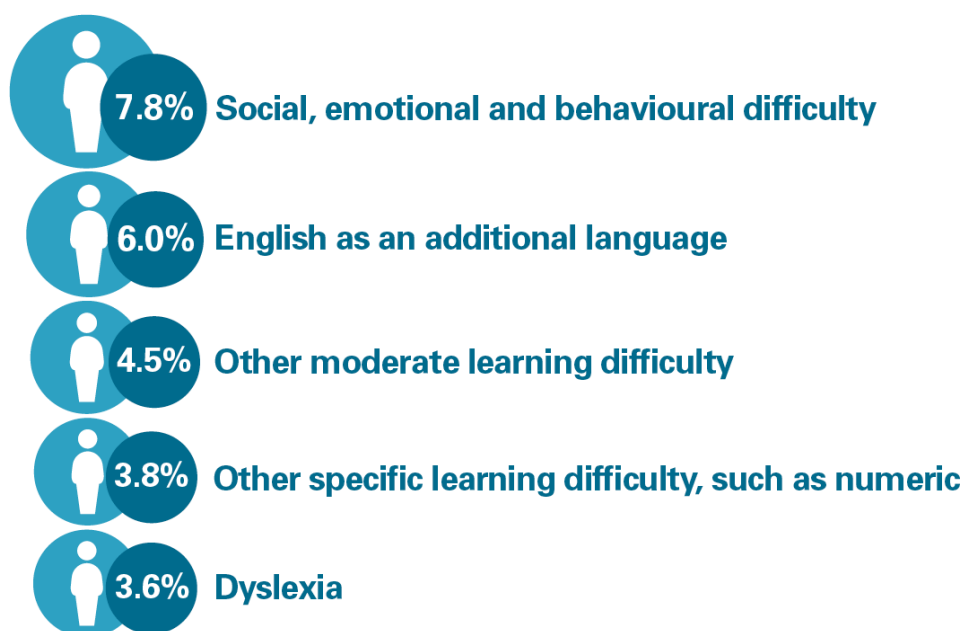 7.8% Social, emotional and behavioural difficulty
6.0% English as an additional language
4.5% Other moderate learning difficulty
3.8% Other specific learning difficulty, such as numeric
3.6% Dyslexia